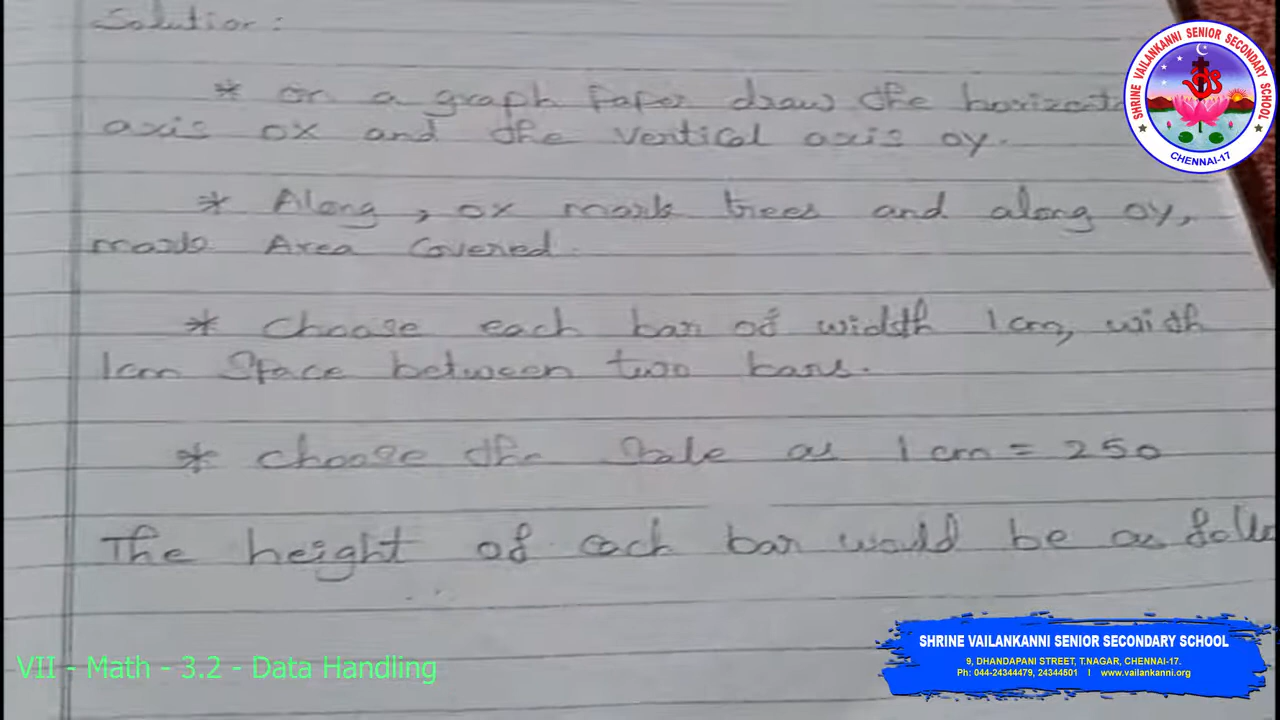 Solution:
* on a graph Paper draw the horizont
axis ox and the vertical axis oy.
* Along, ox mark trees and along oy,
mark Area Covered.
* choose each bar of width 1cm, with
1cm Space between two bars.
* choose the Scale as 1 cm = 250
The height of each bar would be as follo
VII - Math - 3.2 - Data Handling
SHRINE VAILANKANNI SENIOR SECONDARY SCHOOL
CHENNAI-17
SHRINE VAILANKANNI SENIOR SECONDARY SCHOOL
9, DHANDAPANI STREET, T.NAGAR, CHENNAI-17.
Ph: 044-24344479, 24344501 I www.vailankanni.org